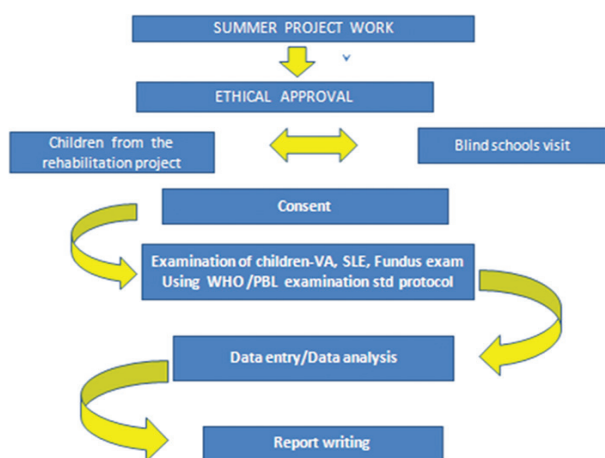 SUMMER PROJECT WORK
ETHICAL APPROVAL
Children from the
rehabilitation project
Blind schools visit
Consent
Examination of children-VA, SLE, Fundus exam
Using WHO/PBL examination std protocol
Data entry/Data analysis
Report writing